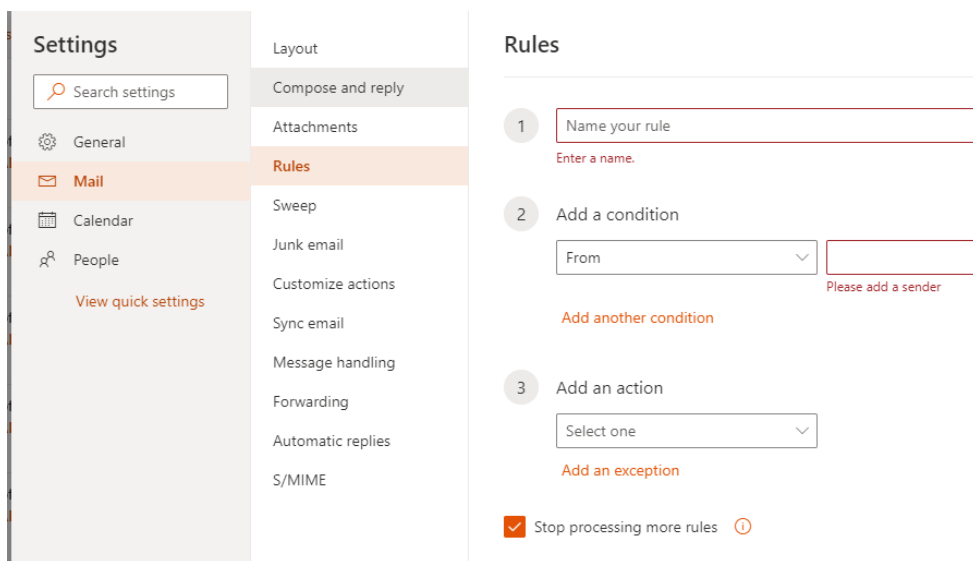 Settings
Search settings
General
Mail
Calendar
People
View quick settings
Layout
Compose and reply
Attachments
Rules
Sweep
Junk email
Customize actions
Sync email
Message handling
Forwarding
Automatic replies
S/MIME
Rules
1
Name your rule
Enter a name.
2
Add a condition
From
Please add a sender
Add another condition
3
Add an action
Select one
Add an exception
Stop processing more rules